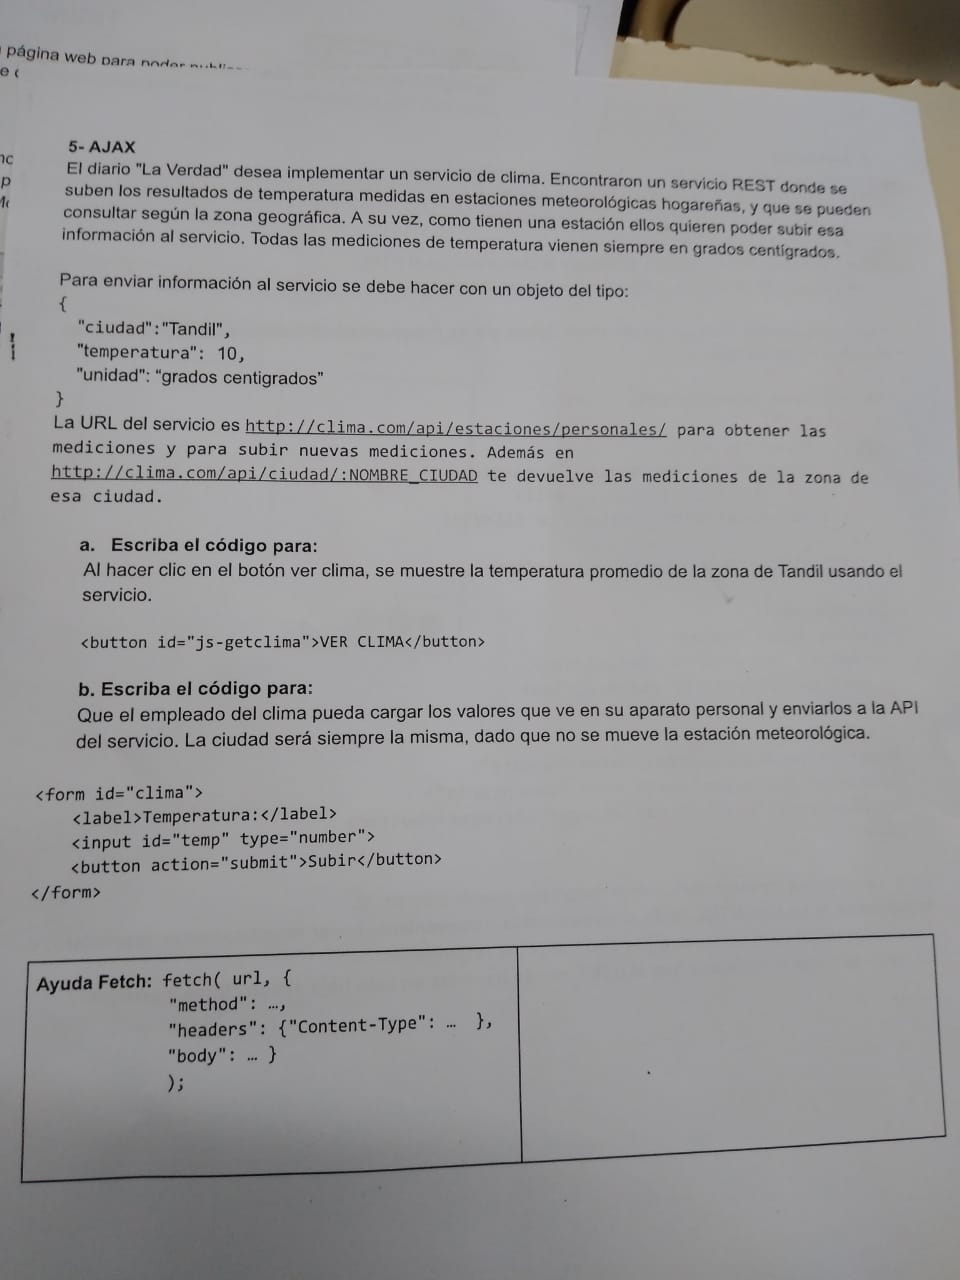 página web para poder
5- AJAX
El diario "La Verdad" desea implementar un servicio de clima. Encontraron un servicio REST donde se
suben los resultados de temperatura medidas en estaciones meteorológicas hogareñas, y que se pueden
consultar según la zona geográfica. A su vez, como tienen una estación ellos quieren poder subir esa
información al servicio. Todas las mediciones de temperatura vienen siempre en grados centígrados.
Para enviar información al servicio se debe hacer con un objeto del tipo:
{
"ciudad":"Tandil",
"temperatura": 10,
"unidad": “grados centigrados”
}
La URL del servicio es http://clima.com/api/estaciones/personales/ para obtener las
mediciones y para subir nuevas mediciones. Además en
http://clima.com/api/ciudad/:NOMBRE_CIUDAD te devuelve las mediciones de la zona de
esa ciudad.
a. Escriba el código para:
Al hacer clic en el botón ver clima, se muestre la temperatura promedio de la zona de Tandil usando el
servicio.
<button id="js-getclima">VER CLIMA</button>
b. Escriba el código para:
Que el empleado del clima pueda cargar los valores que ve en su aparato personal y enviarlos a la API
del servicio. La ciudad será siempre la misma, dado que no se mueve la estación meteorológica.
<form id="clima">
<label>Temperatura:</label>
<input id="temp" type="number">
<button action="submit">Subir</button>
</form>
Ayuda Fetch: fetch( url, {
"method": …,
"headers": {"Content-Type": … },
"body": … }
);